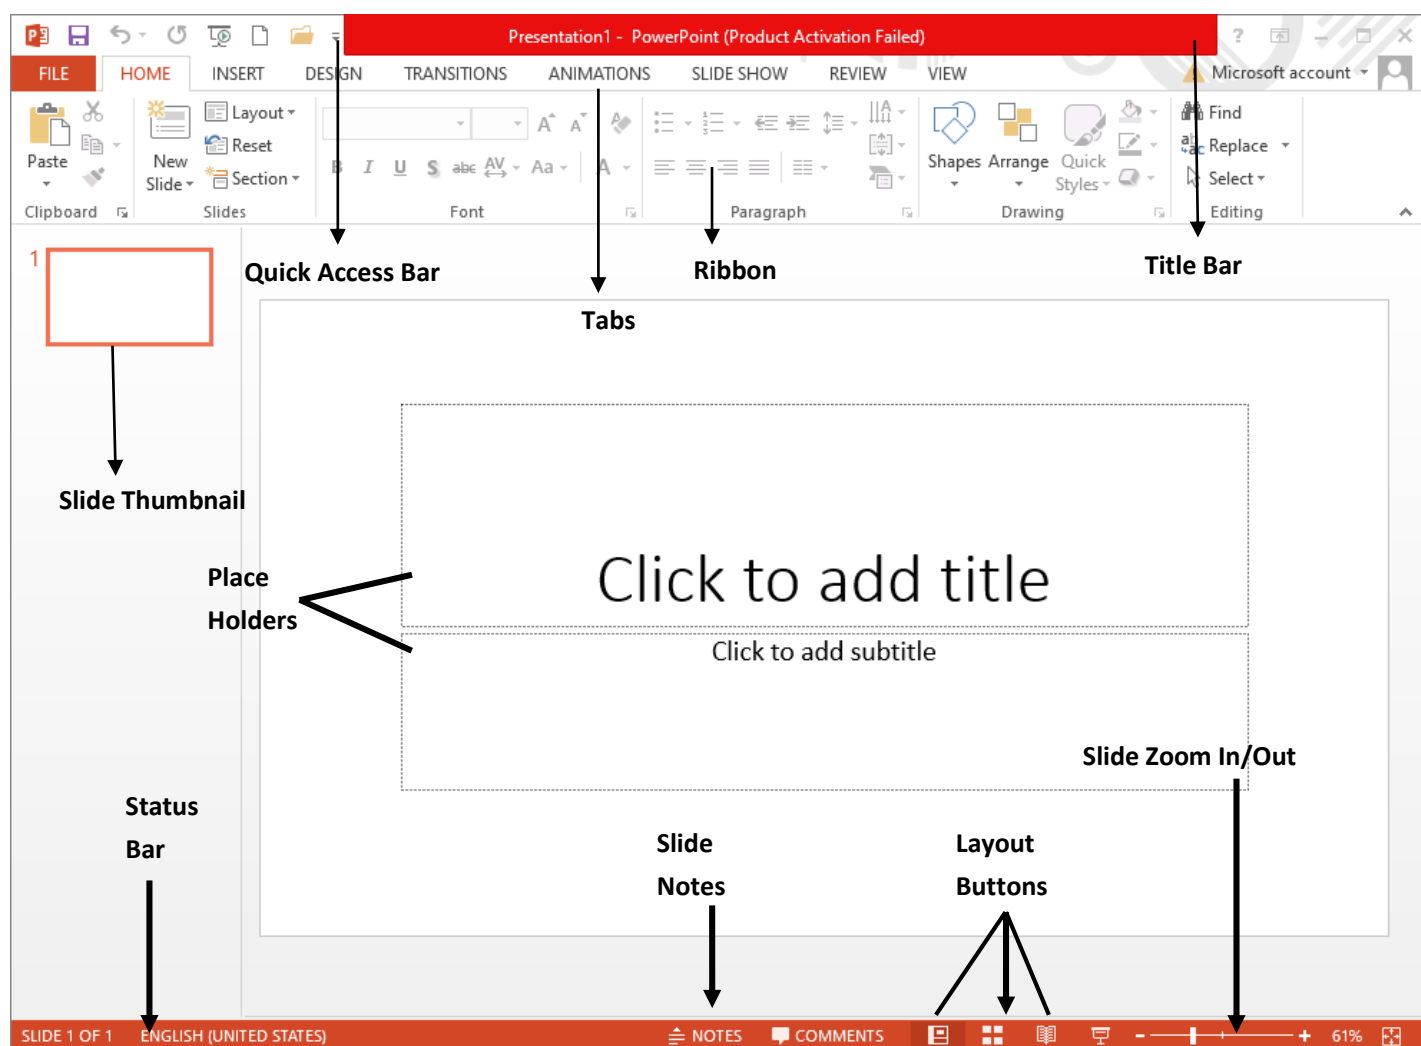 Presentation1 - PowerPoint (Product Activation Failed)
?
FILE HOME INSERT DESIGN TRANSITIONS ANIMATIONS SLIDE SHOW REVIEW VIEW Microsoft account
Paste
New Slide
Layout
Reset
Section
B I U S abc AV Aa A
A A
Shapes Arrange Quick Styles
Find
Replace
Select
Clipboard Slides Font Paragraph Drawing Editing
1
Quick Access Bar
Ribbon
Title Bar
Tabs
Slide Thumbnail
Place
Holders
Click to add title
Click to add subtitle
Slide Zoom In/Out
Status
Bar
Slide
Notes
Layout
Buttons
SLIDE 1 OF 1 ENGLISH (UNITED STATES) NOTES COMMENTS - + 61%